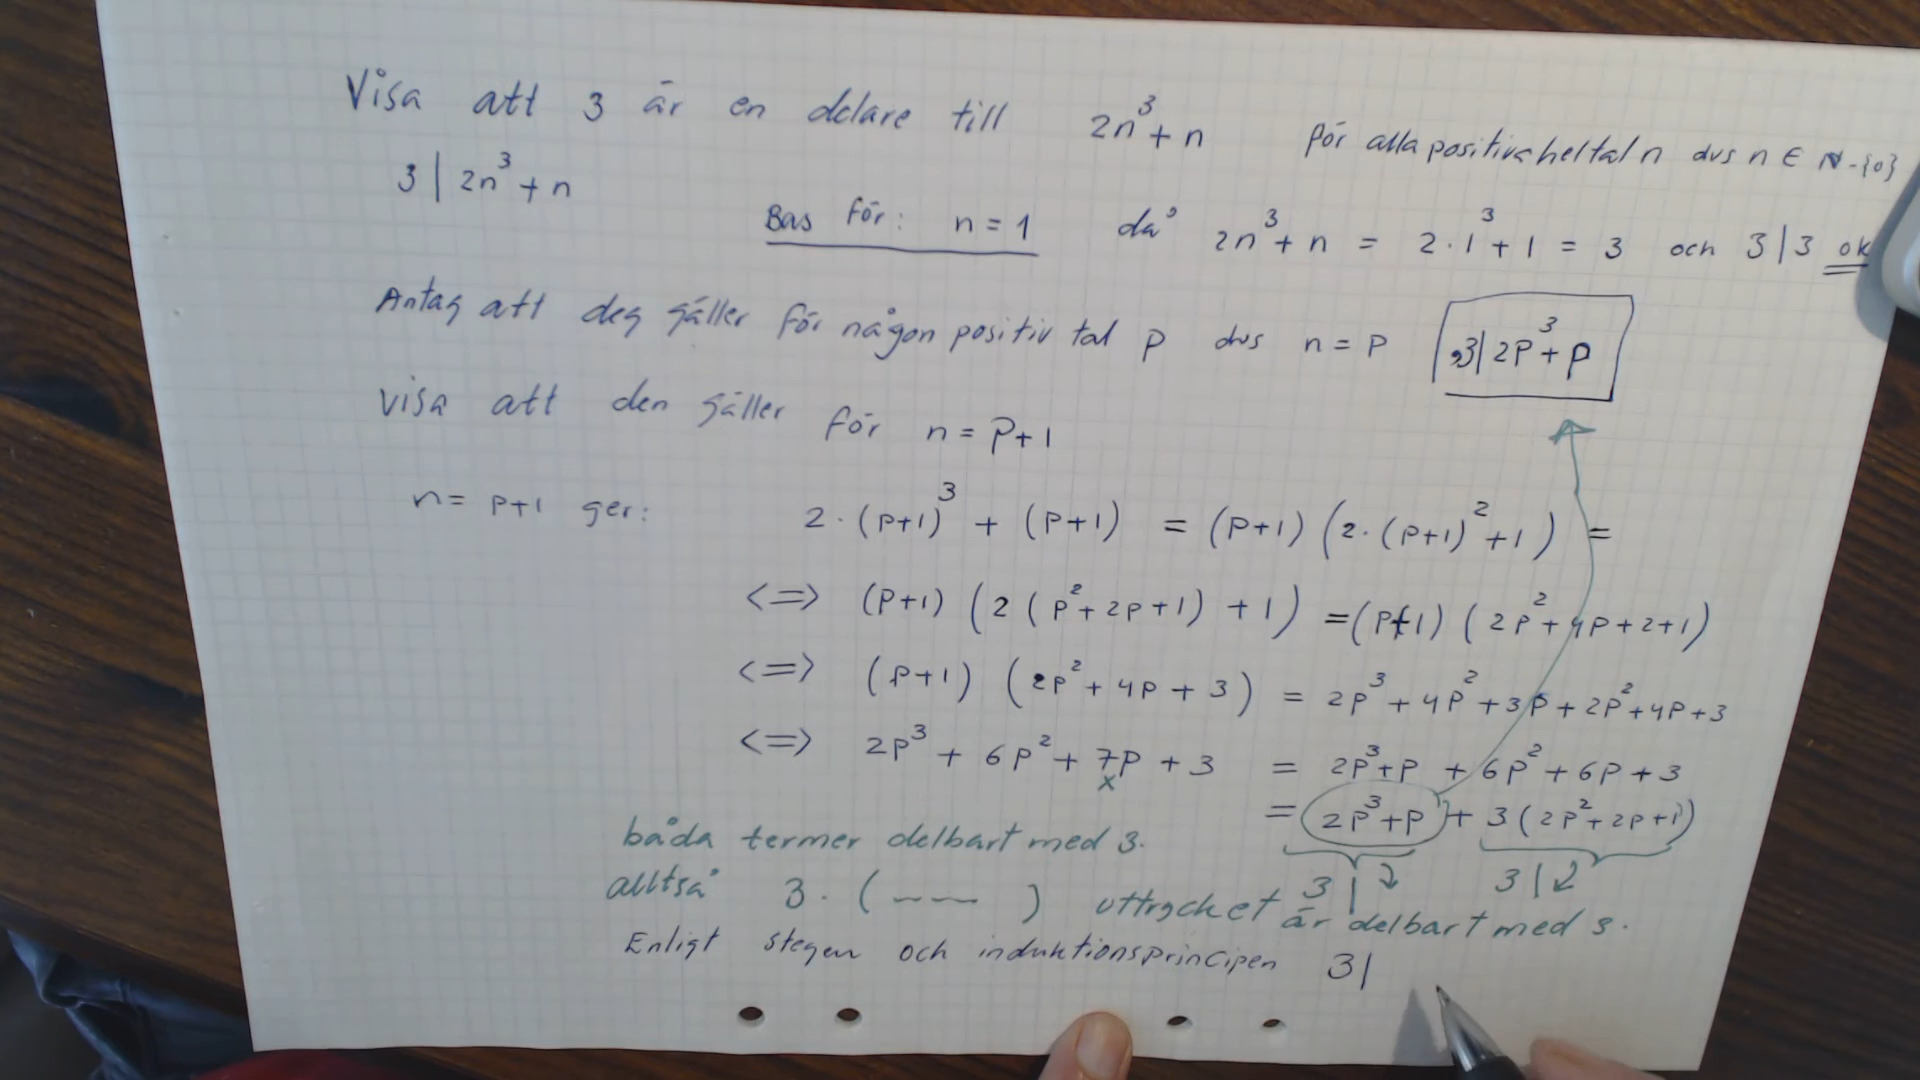 Visa att 3 är en delare till 2n³+n för alla positiva heltal n dvs n ∈ N-{0}
3 | 2n³+n
Bas för: n = 1 då 2n³+n = 2·1³+1 = 3 och 3|3 ok
Antag att deg gäller för någon positiv tal p dvs n = p 3|2p³+p
visa att den gäller för n = p+1
n = p+1 ger: 2·(p+1)³ + (p+1) = (p+1)(2·(p+1)²+1) =
<=> (p+1)(2(p²+2p+1)+1) = (p+1)(2p²+4p+2+1)
<=> (p+1)(2p²+4p+3) = 2p³+4p²+3p+2p²+4p+3
<=> 2p³+6p²+7p+3 = 2p³+p+6p²+6p+3
x
= 2p³+p + 3(2p²+2p+1)
båda termer delbart med 3.
3| 3|
alltså 3·(---) uttrycket är delbart med 3.
Enligt stegen och induktionsprincipen 3|